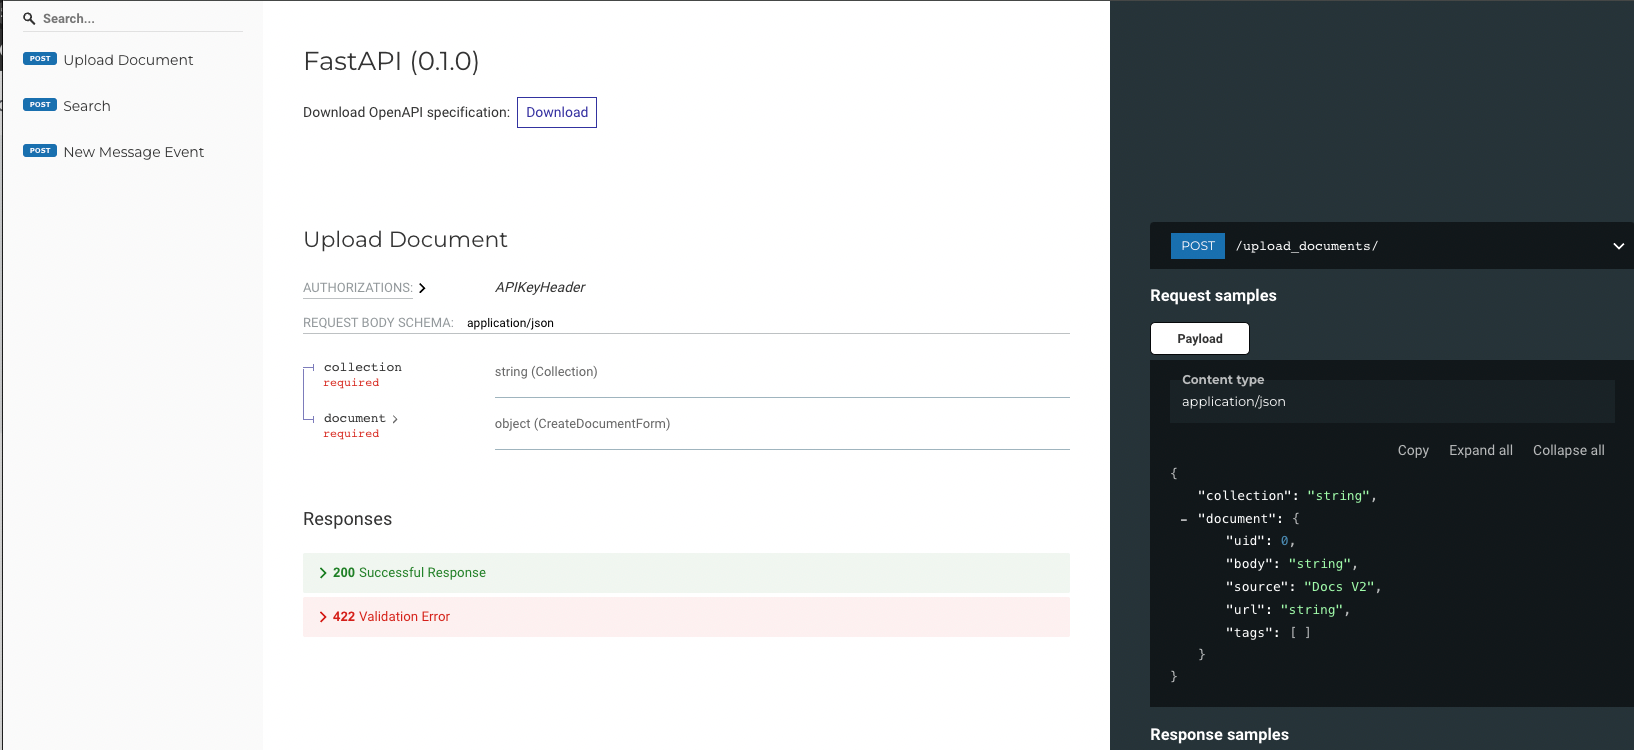 Search...
POST Upload Document
POST Search
POST New Message Event
FastAPI (0.1.0)
Download OpenAPI specification: Download
Upload Document
AUTHORIZATIONS: APIKeyHeader
REQUEST BODY SCHEMA: application/json
collection
required
string (Collection)
document
required
object (CreateDocumentForm)
Responses
200 Successful Response
422 Validation Error
POST /upload_documents/
Request samples
Payload
Content type
application/json
Copy Expand all Collapse all
{
"collection": "string",
- "document": {
"uid": 0,
"body": "string",
"source": "Docs V2",
"url": "string",
"tags": [ ]
}
}
Response samples